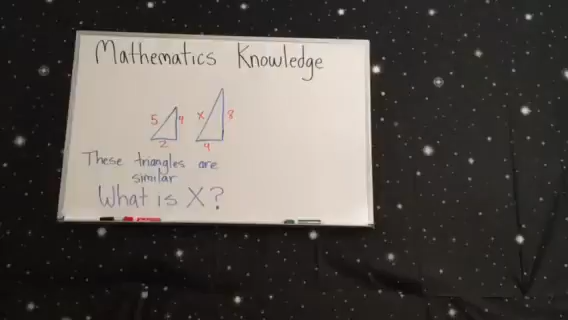 Mathematics Knowledge
5 4 x 8
2 4
These triangles are
similar
What is X?